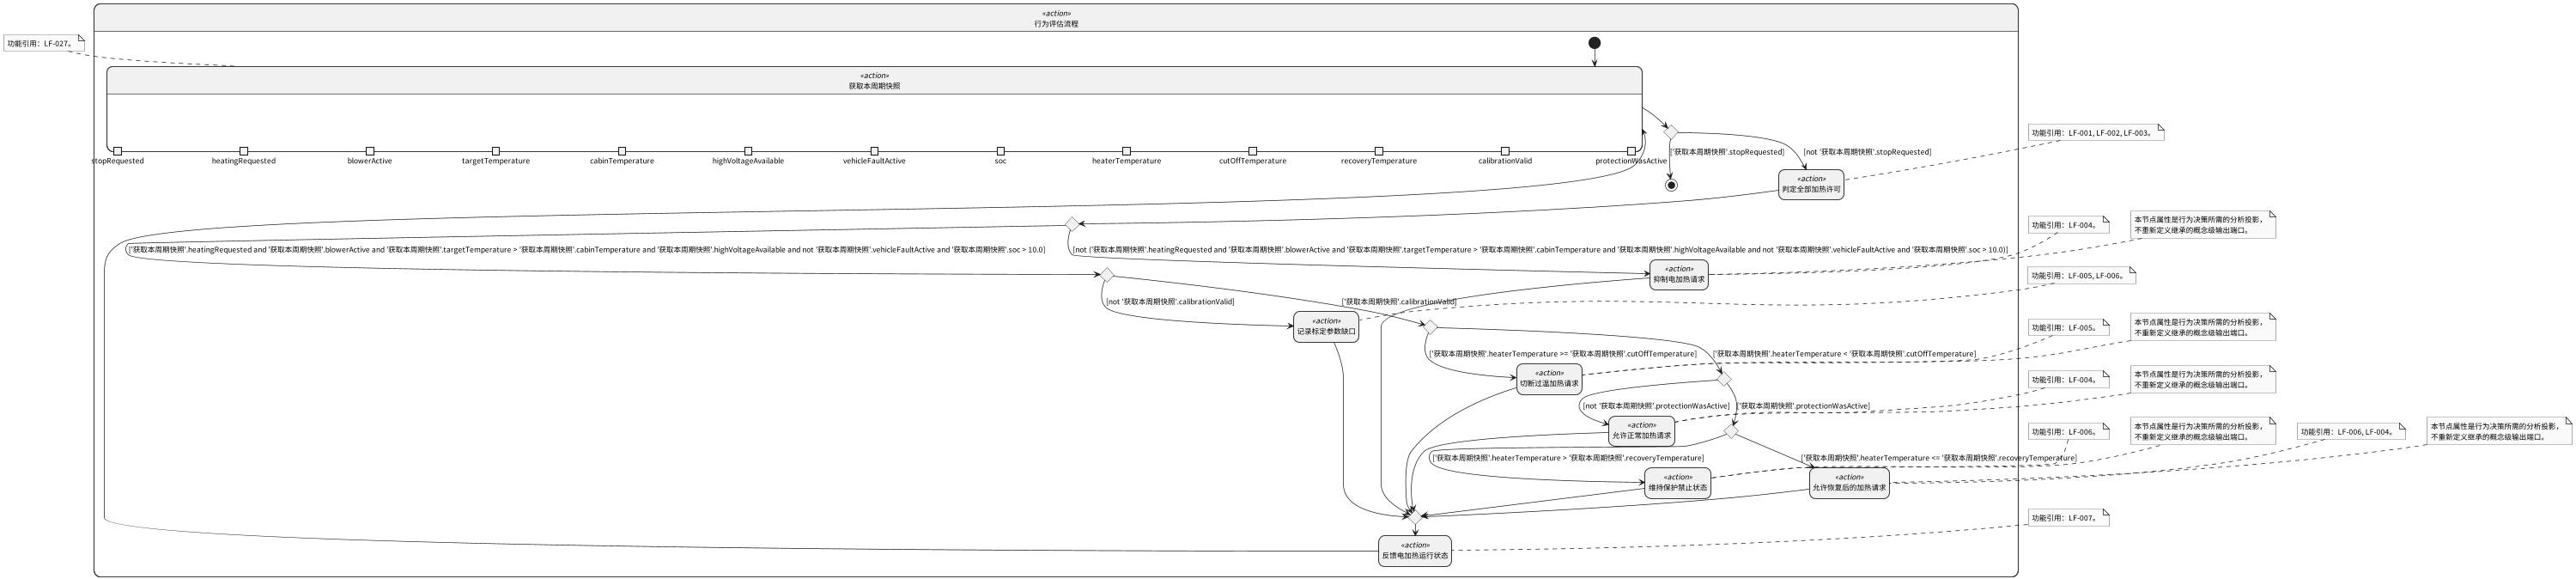 «action»
行为评估流程
功能引用：LF-027。
«action»
获取本周期快照
stopRequested
heatingRequested
blowerActive
targetTemperature
cabinTemperature
highVoltageAvailable
vehicleFaultActive
soc
heaterTemperature
cutOffTemperature
recoveryTemperature
calibrationValid
protectionWasActive
['获取本周期快照'.stopRequested]
[not '获取本周期快照'.stopRequested]
功能引用：LF-001, LF-002, LF-003。
«action»
判定全部加热许可
['获取本周期快照'.heatingRequested and '获取本周期快照'.blowerActive and '获取本周期快照'.targetTemperature > '获取本周期快照'.cabinTemperature and '获取本周期快照'.highVoltageAvailable and not '获取本周期快照'.vehicleFaultActive and '获取本周期快照'.soc > 10.0]
[not ('获取本周期快照'.heatingRequested and '获取本周期快照'.blowerActive and '获取本周期快照'.targetTemperature > '获取本周期快照'.cabinTemperature and '获取本周期快照'.highVoltageAvailable and not '获取本周期快照'.vehicleFaultActive and '获取本周期快照'.soc > 10.0)]
功能引用：LF-004。
本节点属性是行为决策所需的分析投影，
不重新定义继承的概念级输出端口。
«action»
抑制电加热请求
功能引用：LF-005, LF-006。
[not '获取本周期快照'.calibrationValid]
['获取本周期快照'.calibrationValid]
«action»
记录标定参数缺口
功能引用：LF-005。
本节点属性是行为决策所需的分析投影，
不重新定义继承的概念级输出端口。
['获取本周期快照'.heaterTemperature >= '获取本周期快照'.cutOffTemperature]
['获取本周期快照'.heaterTemperature < '获取本周期快照'.cutOffTemperature]
«action»
切断过温加热请求
功能引用：LF-004。
本节点属性是行为决策所需的分析投影，
不重新定义继承的概念级输出端口。
[not '获取本周期快照'.protectionWasActive]
['获取本周期快照'.protectionWasActive]
«action»
允许正常加热请求
功能引用：LF-006。
本节点属性是行为决策所需的分析投影，
不重新定义继承的概念级输出端口。
功能引用：LF-006, LF-004。
本节点属性是行为决策所需的分析投影，
不重新定义继承的概念级输出端口。
['获取本周期快照'.heaterTemperature > '获取本周期快照'.recoveryTemperature]
['获取本周期快照'.heaterTemperature <= '获取本周期快照'.recoveryTemperature]
«action»
维持保护禁止状态
«action»
允许恢复后的加热请求
功能引用：LF-007。
«action»
反馈电加热运行状态